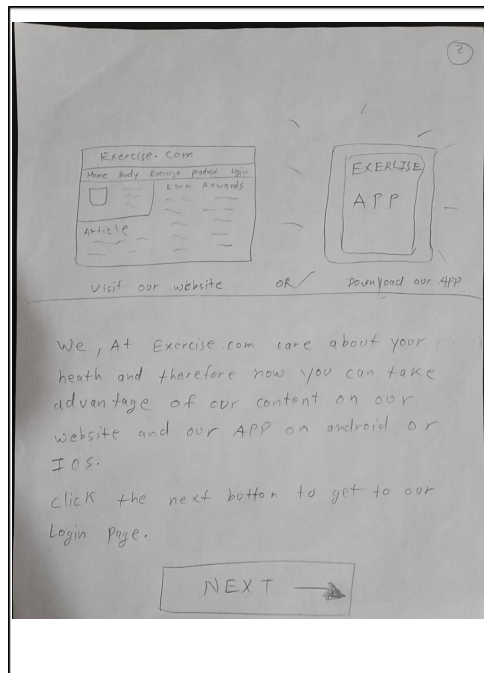 2
Exercise.com
Home Body Exercise product Login
Earn Awards
Article
EXERCISE
APP
Visit our website OR Download our APP
We, At Exercise.com care about your
heath and therefore now you can take
advantage of our content on our
website and our APP on android or
IOS.
click the next botton to get to our
Login Page.
NEXT